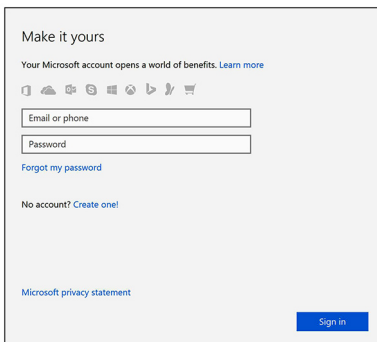 Make it yours
Your Microsoft account opens a world of benefits. Learn more
Email or phone
Password
Forgot my password
No account? Create one!
Microsoft privacy statement
Sign in